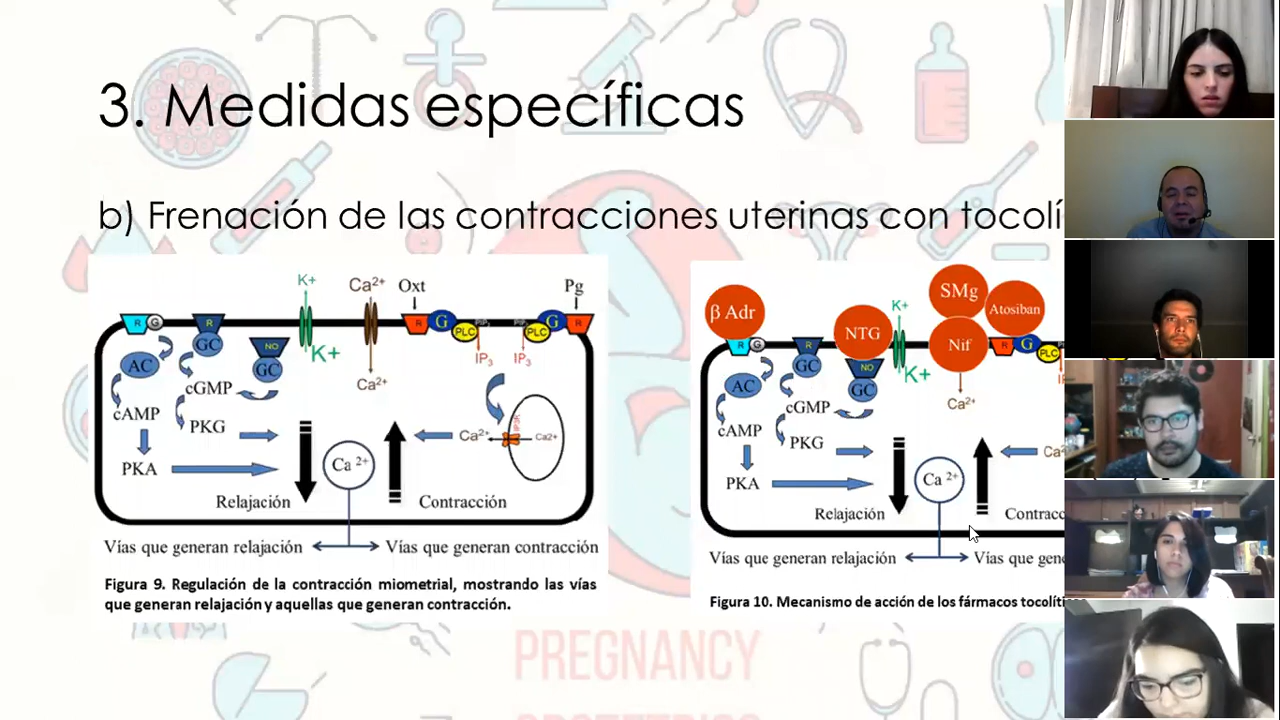 3. Medidas específicas
b) Frenación de las contracciones uterinas con tocolí
K+
Ca²⁺
Oxt
Pg
R
G
R
R
G
PLC
PIP₃
PIP₃
PLC
G
R
AC
GC
NO
GC
K+
Ca²⁺
IP₃
IP₃
cAMP
cGMP
PKG
PKA
Ca²⁺
IP3R
Ca2+
Ca 2+
Relajación
Contracción
Vías que generan relajación
Vías que generan contracción
Figura 9. Regulación de la contracción miometrial, mostrando las vías
que generan relajación y aquellas que generan contracción.
β Adr
NTG
K+
SMg
Atosiban
Nif
R
G
R
R
G
PLC
AC
GC
NO
GC
K+
Ca²⁺
cAMP
cGMP
PKG
PKA
Ca 2+
Relajación
Contracc
Vías que generan relajación
Vías que gene
Figura 10. Mecanismo de acción de los fármacos tocolític
PREGNANCY